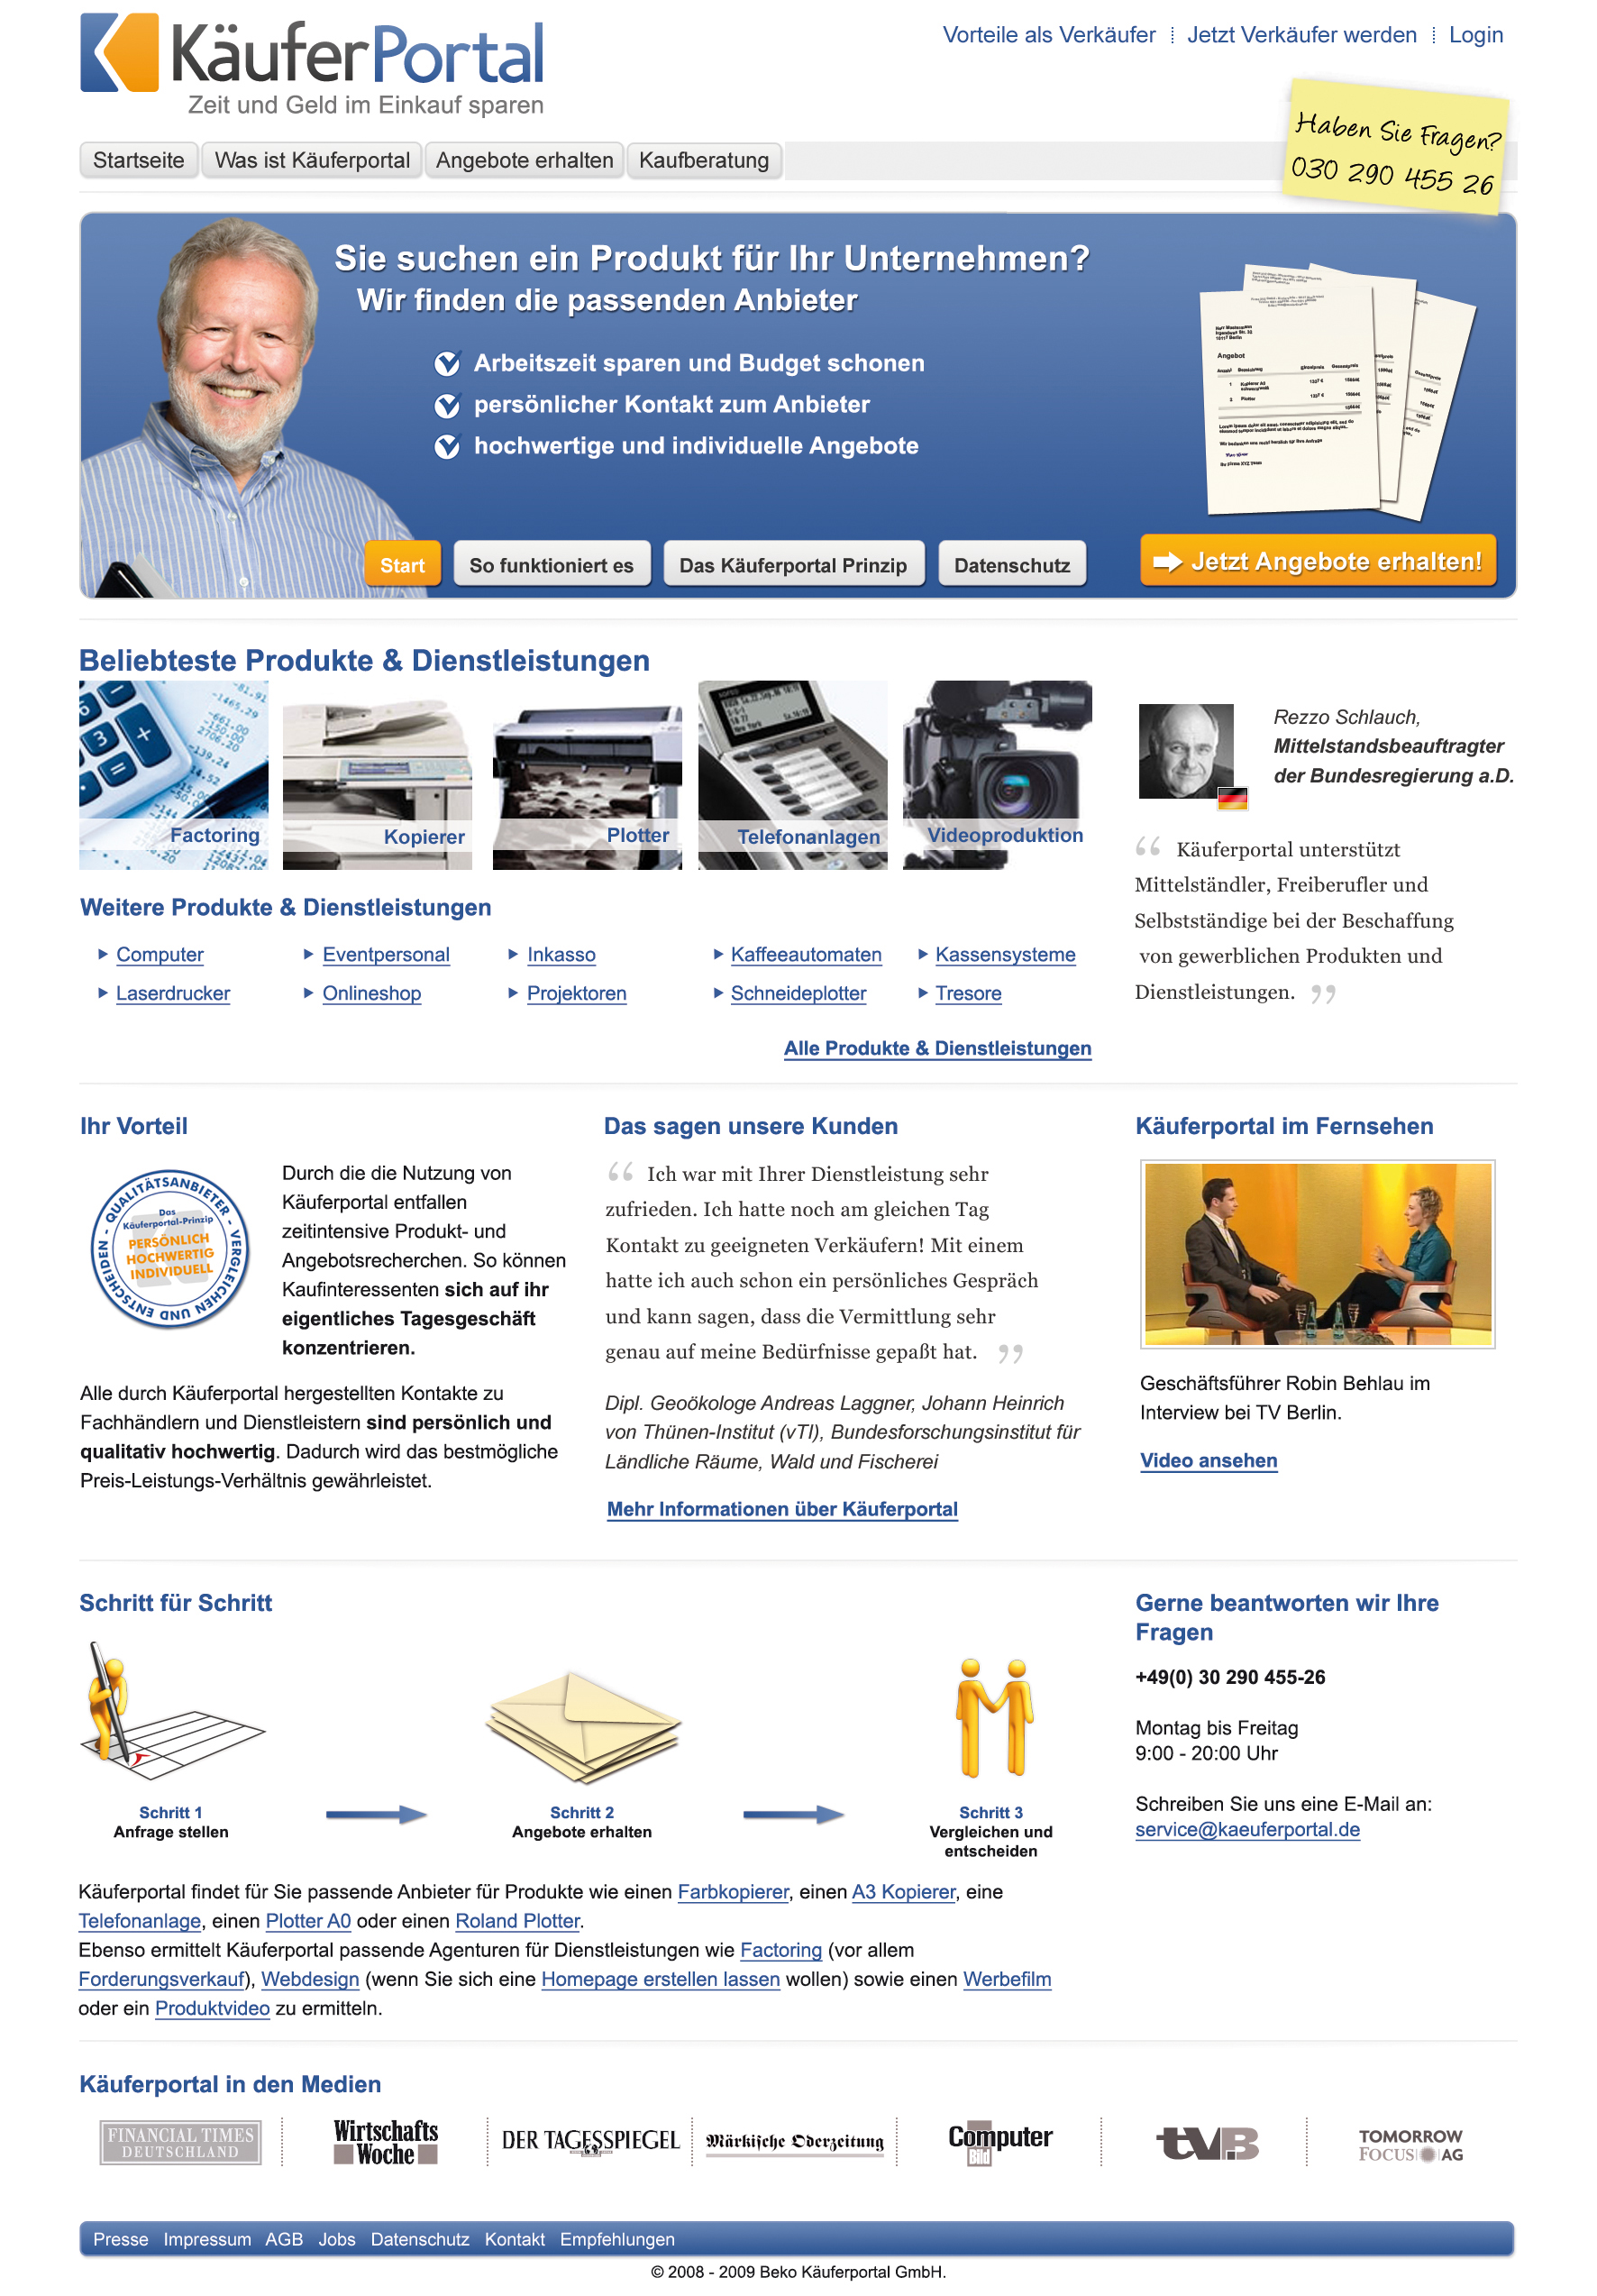 KäuferPortal
Zeit und Geld im Einkauf sparen
Vorteile als Verkäufer
Jetzt Verkäufer werden
Login
Haben Sie Fragen?
030 290 455 26
Startseite
Was ist Käuferportal
Angebote erhalten
Kaufberatung
Sie suchen ein Produkt für Ihr Unternehmen?
Wir finden die passenden Anbieter
Arbeitszeit sparen und Budget schonen
persönlicher Kontakt zum Anbieter
hochwertige und individuelle Angebote
Angebot
Start
So funktioniert es
Das Käuferportal Prinzip
Datenschutz
Jetzt Angebote erhalten!
Beliebteste Produkte & Dienstleistungen
Factoring
Kopierer
Plotter
Telefonanlagen
Videoproduktion
Weitere Produkte & Dienstleistungen
Computer
Eventpersonal
Inkasso
Kaffeeautomaten
Kassensysteme
Laserdrucker
Onlineshop
Projektoren
Schneideplotter
Tresore
Alle Produkte & Dienstleistungen
Rezzo Schlauch,
Mittelstandsbeauftragter
der Bundesregierung a.D.
“ Käuferportal unterstützt
Mittelständler, Freiberufler und
Selbstständige bei der Beschaffung
von gewerblichen Produkten und
Dienstleistungen. ”
Ihr Vorteil
QUALITÄTSANBIETER - VERGLEICHEN UND ENTSCHEIDEN -
Das
Käuferportal-Prinzip
PERSÖNLICH
HOCHWERTIG
INDIVIDUELL
Durch die die Nutzung von
Käuferportal entfallen
zeitintensive Produkt- und
Angebotsrecherchen. So können
Kaufinteressenten sich auf ihr
eigentliches Tagesgeschäft
konzentrieren.
Alle durch Käuferportal hergestellten Kontakte zu
Fachhändlern und Dienstleistern sind persönlich und
qualitativ hochwertig. Dadurch wird das bestmögliche
Preis-Leistungs-Verhältnis gewährleistet.
Das sagen unsere Kunden
“ Ich war mit Ihrer Dienstleistung sehr
zufrieden. Ich hatte noch am gleichen Tag
Kontakt zu geeigneten Verkäufern! Mit einem
hatte ich auch schon ein persönliches Gespräch
und kann sagen, dass die Vermittlung sehr
genau auf meine Bedürfnisse gepaßt hat. ”
Dipl. Geoökologe Andreas Laggner, Johann Heinrich
von Thünen-Institut (vTI), Bundesforschungsinstitut für
Ländliche Räume, Wald und Fischerei
Mehr Informationen über Käuferportal
Käuferportal im Fernsehen
Geschäftsführer Robin Behlau im
Interview bei TV Berlin.
Video ansehen
Schritt für Schritt
Schritt 1
Anfrage stellen
Schritt 2
Angebote erhalten
Schritt 3
Vergleichen und
entscheiden
Gerne beantworten wir Ihre
Fragen
+49(0) 30 290 455-26
Montag bis Freitag
9:00 - 20:00 Uhr
Schreiben Sie uns eine E-Mail an:
service@kaeuferportal.de
Käuferportal findet für Sie passende Anbieter für Produkte wie einen Farbkopierer, einen A3 Kopierer, eine
Telefonanlage, einen Plotter A0 oder einen Roland Plotter.
Ebenso ermittelt Käuferportal passende Agenturen für Dienstleistungen wie Factoring (vor allem
Forderungsverkauf), Webdesign (wenn Sie sich eine Homepage erstellen lassen wollen) sowie einen Werbefilm
oder ein Produktvideo zu ermitteln.
Käuferportal in den Medien
FINANCIAL TIMES
DEUTSCHLAND
Wirtschafts
Woche
DER TAGESSPIEGEL
Märkische Oderzeitung
Computer
Bild
tv.B
TOMORROW
FOCUS AG
Presse
Impressum
AGB
Jobs
Datenschutz
Kontakt
Empfehlungen
© 2008 - 2009 Beko Käuferportal GmbH.